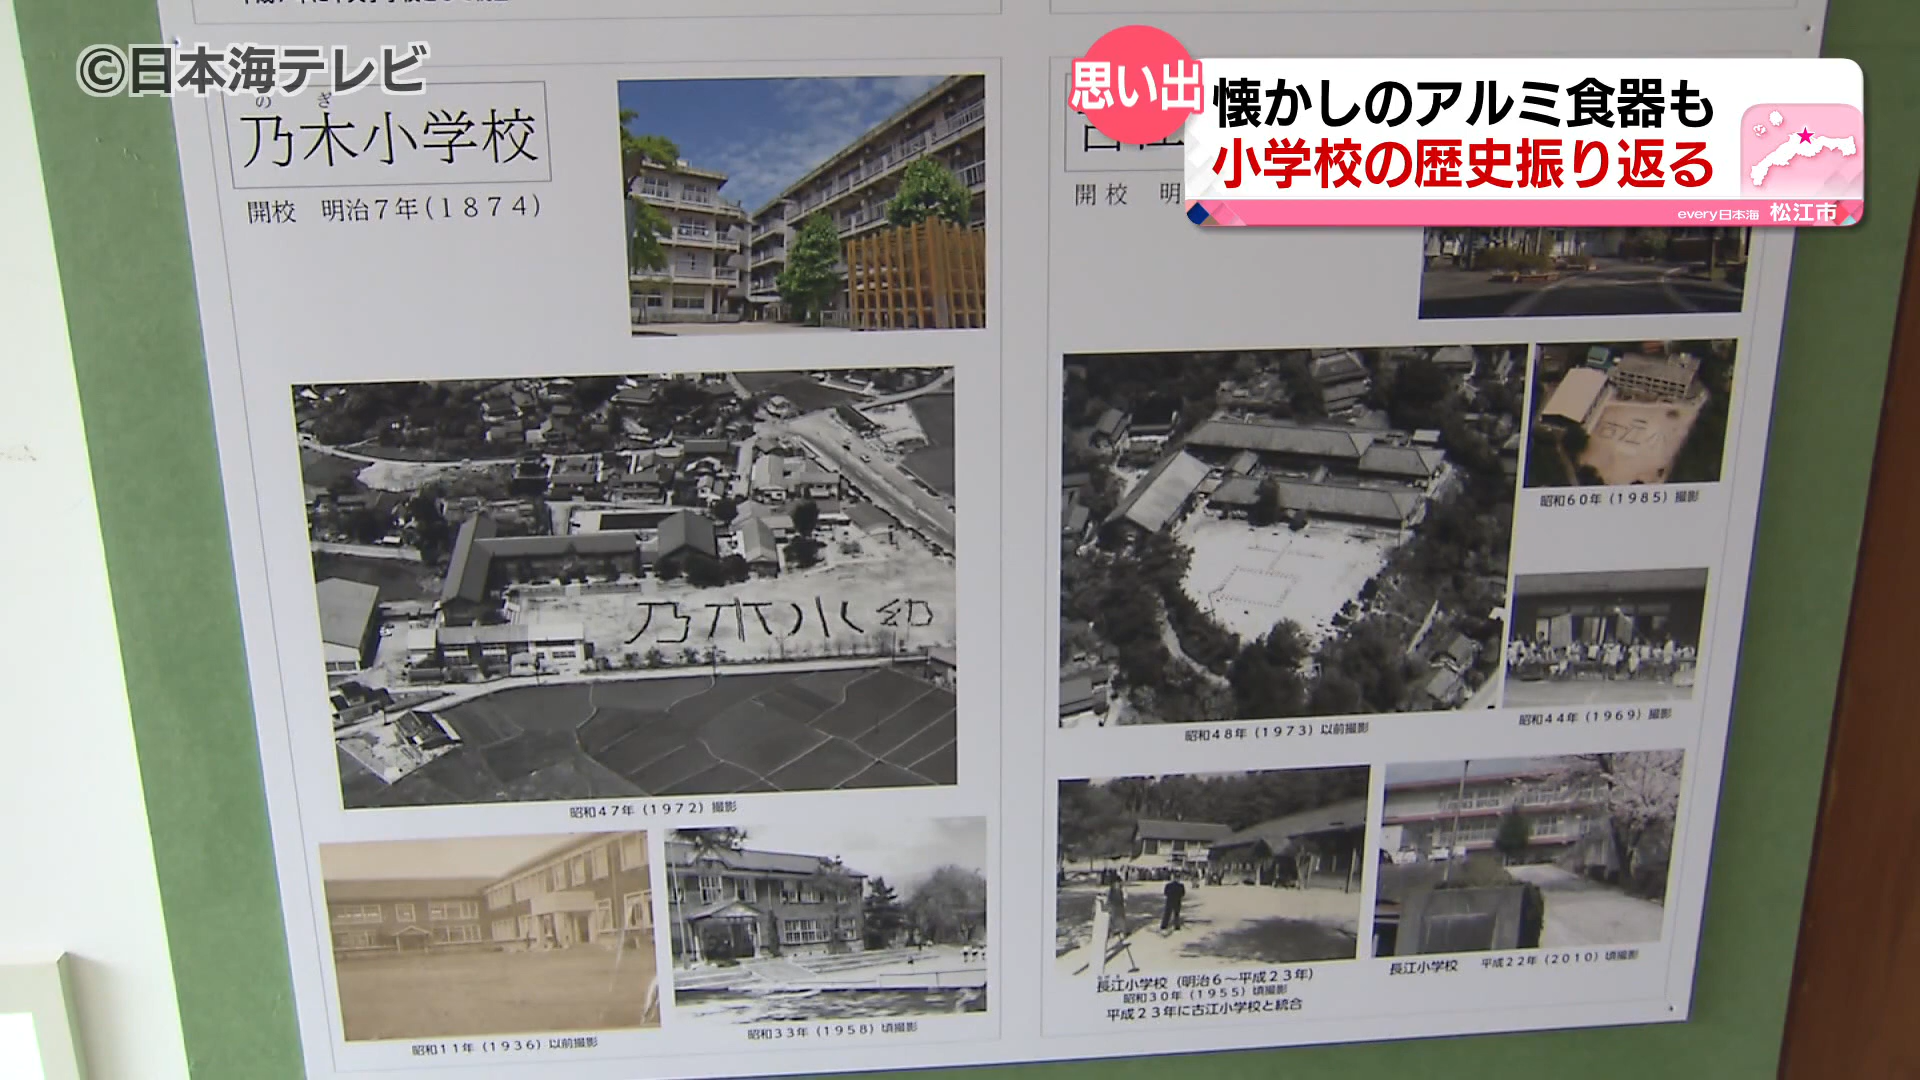 ©日本海テレビ
思い出
懐かしのアルミ食器も
小学校の歴史振り返る
every日本海 松江市
のぎ
乃木小学校
開校 明治7年(1874)
開校 明
乃木小幼
昭和47年(1972)撮影
昭和11年(1936)以前撮影
昭和33年(1958)頃撮影
昭和60年(1985)撮影
昭和48年(1973)以前撮影
昭和44年(1969)撮影
長江小学校(明治6～平成23年)
昭和30年(1955)頃撮影
平成23年に古江小学校と統合
長江小学校 平成22年(2010)頃撮影